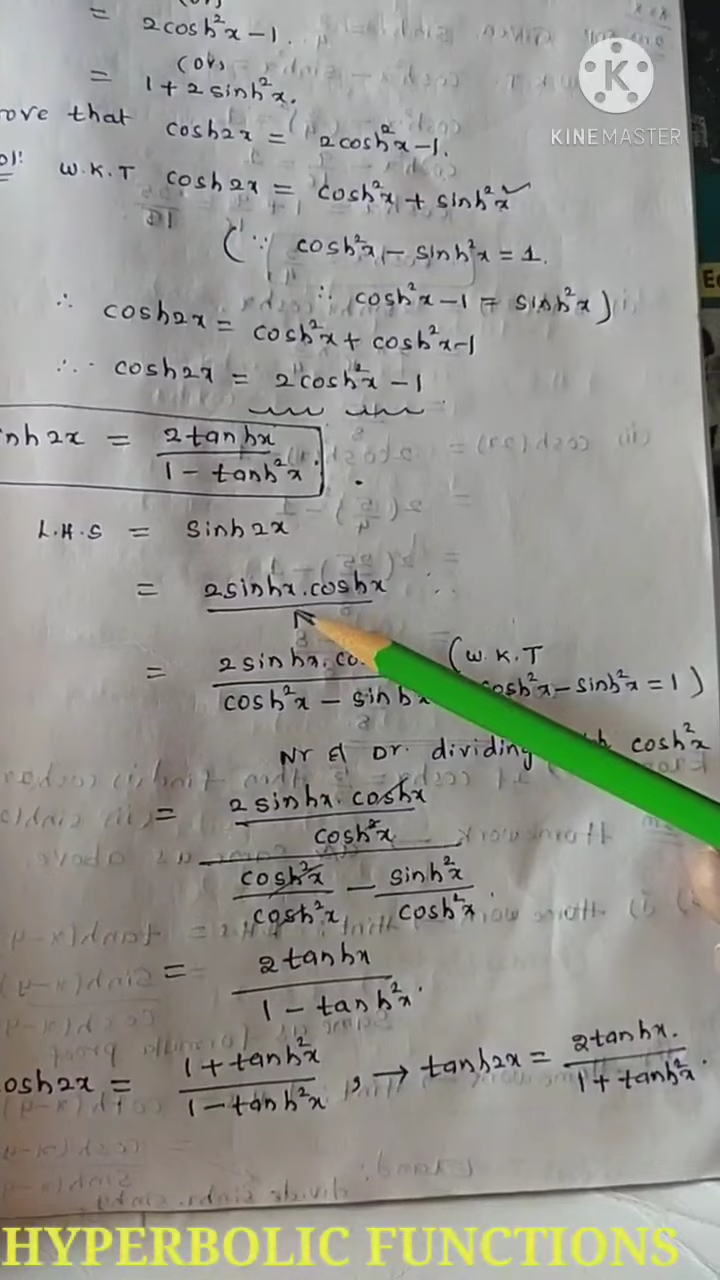 = 2cosh²x-1.
(or)
= 1+2sinh²x.
KINEMASTER
that cosh2x = 2cosh²x-1.
W.K.T cosh2x = cosh²x + sinh²x
(∵ cosh²x - sinh²x = 1.
∴ cosh²x-1 = sinh²x)
∴ cosh2x = cosh²x + cosh²x-1
∴ cosh2x = 2cosh²x - 1
nh2x = 2tanhx / 1 - tanh²x.
L.H.S = sinh2x
= 2sinhx.coshx / 1
= 2sinhx. / cosh²x - (W.K.T
cosh²x - sinh²x = 1)
Nr & Dr. dividing cosh²x
= 2sinhx.coshx / cosh²x
cosh²x / cosh²x - sinh²x / cosh²x.
= 2tanhx / 1 - tanh²x.
osh2x = 1+tanh²x / 1-tanh²x , → tanh2x = 2tanhx. / 1+tanh²x.
HYPERBOLIC FUNCTIONS